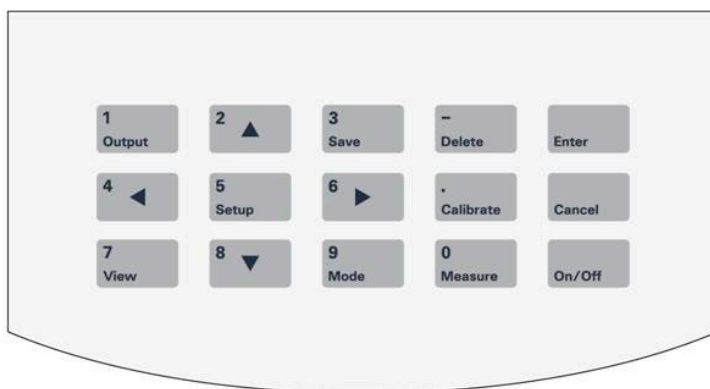 1 2 3 –
Output ▲ Save Delete Enter
4 5 6 .
◀ Setup ▶ Calibrate Cancel
7 8 9 0
View ▼ Mode Measure On/Off